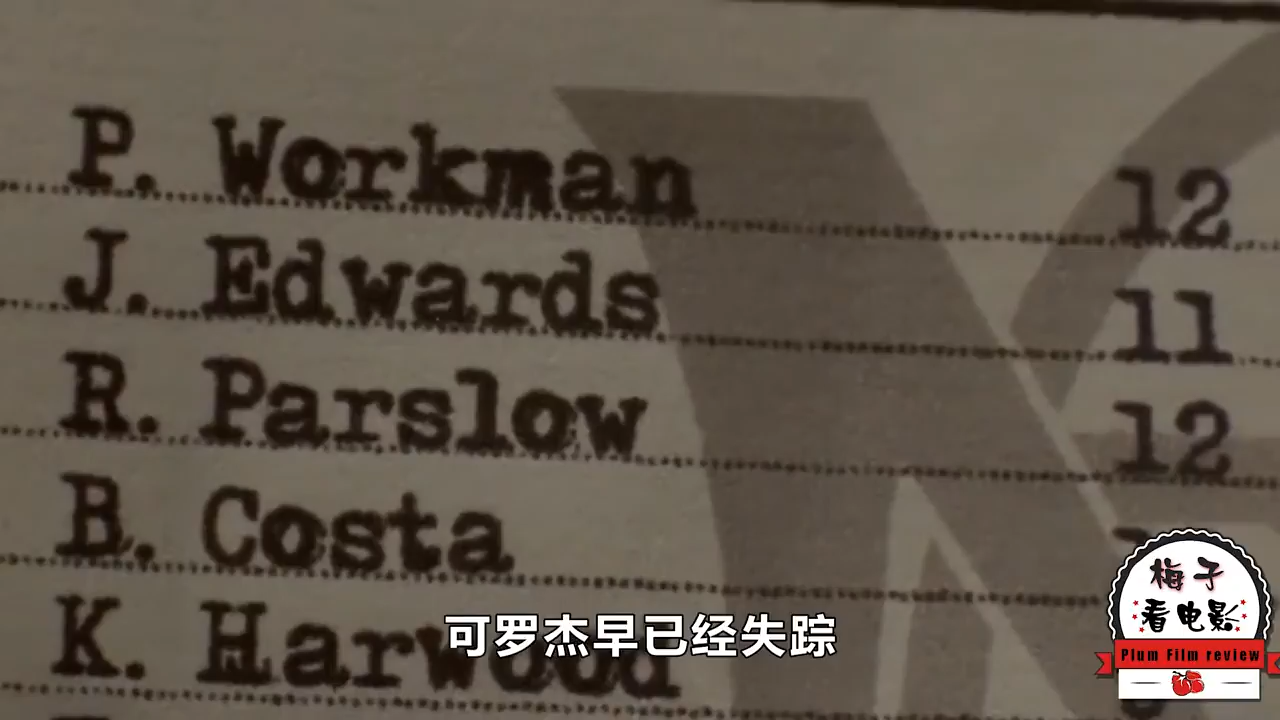 P. Workman 12
J. Edwards 11
R. Parslow 12
B. Costa
K. Harwood
可罗杰早已经失踪
梅子
看电影
Plum Film review